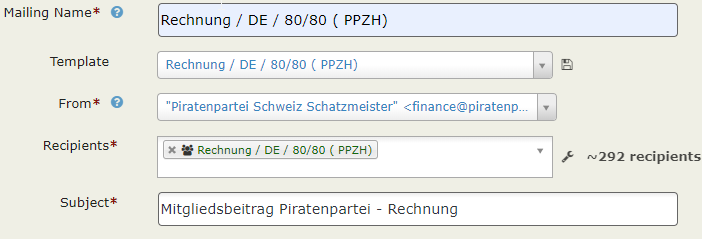 Mailing Name* ? Rechnung / DE / 80/80 ( PPZH)
Template Rechnung / DE / 80/80 ( PPZH)
From* ? "Piratenpartei Schweiz Schatzmeister" <finance@piratenp...
Recipients* × Rechnung / DE / 80/80 ( PPZH) ~292 recipients
Subject* Mitgliedsbeitrag Piratenpartei - Rechnung